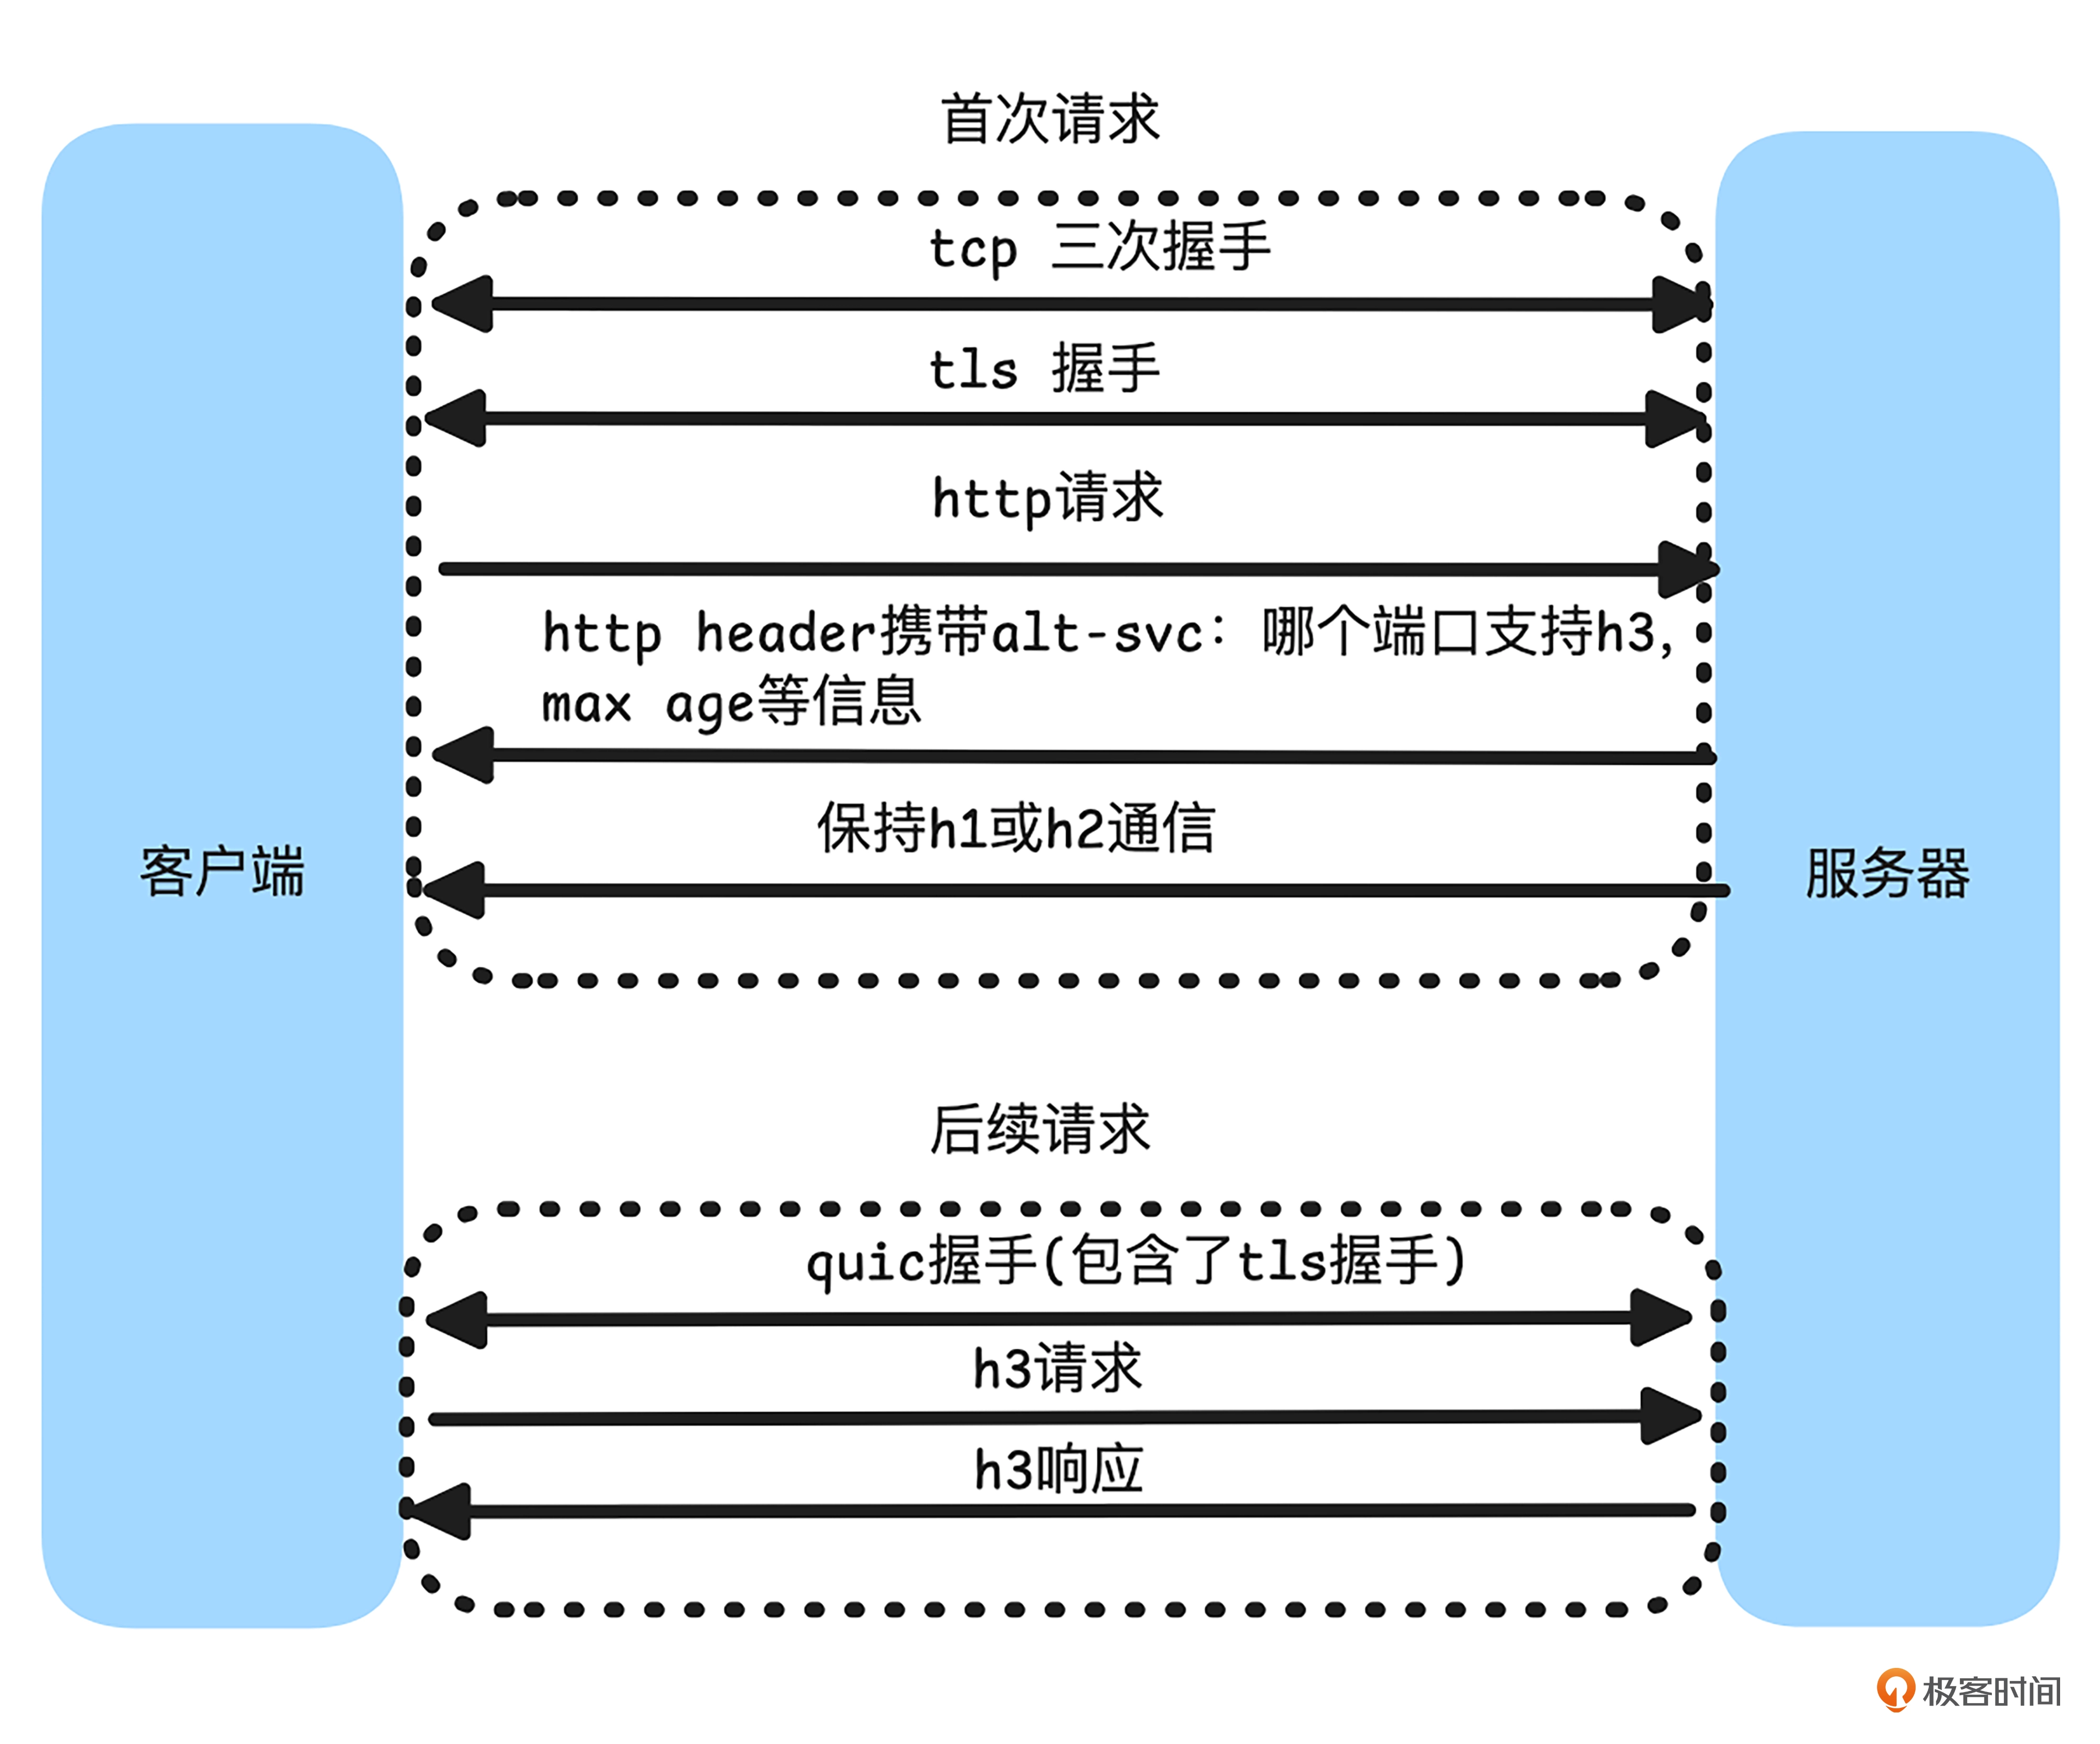 首次请求
tcp 三次握手
tls 握手
http请求
http header携带alt-svc：哪个端口支持h3，
max age等信息
保持h1或h2通信
客户端
服务器
后续请求
quic握手(包含了tls握手)
h3请求
h3响应
极客时间